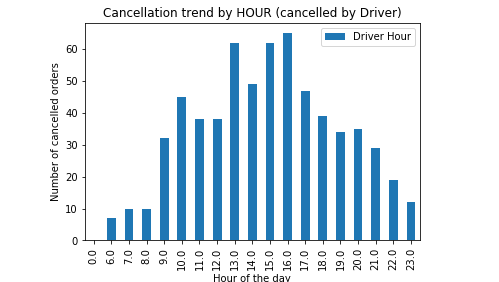 Cancellation trend by HOUR (cancelled by Driver)
Driver Hour
60
50
40
30
20
10
0
Number of cancelled orders
0.0 6.0 7.0 8.0 9.0 10.0 11.0 12.0 13.0 14.0 15.0 16.0 17.0 18.0 19.0 20.0 21.0 22.0 23.0
Hour of the day